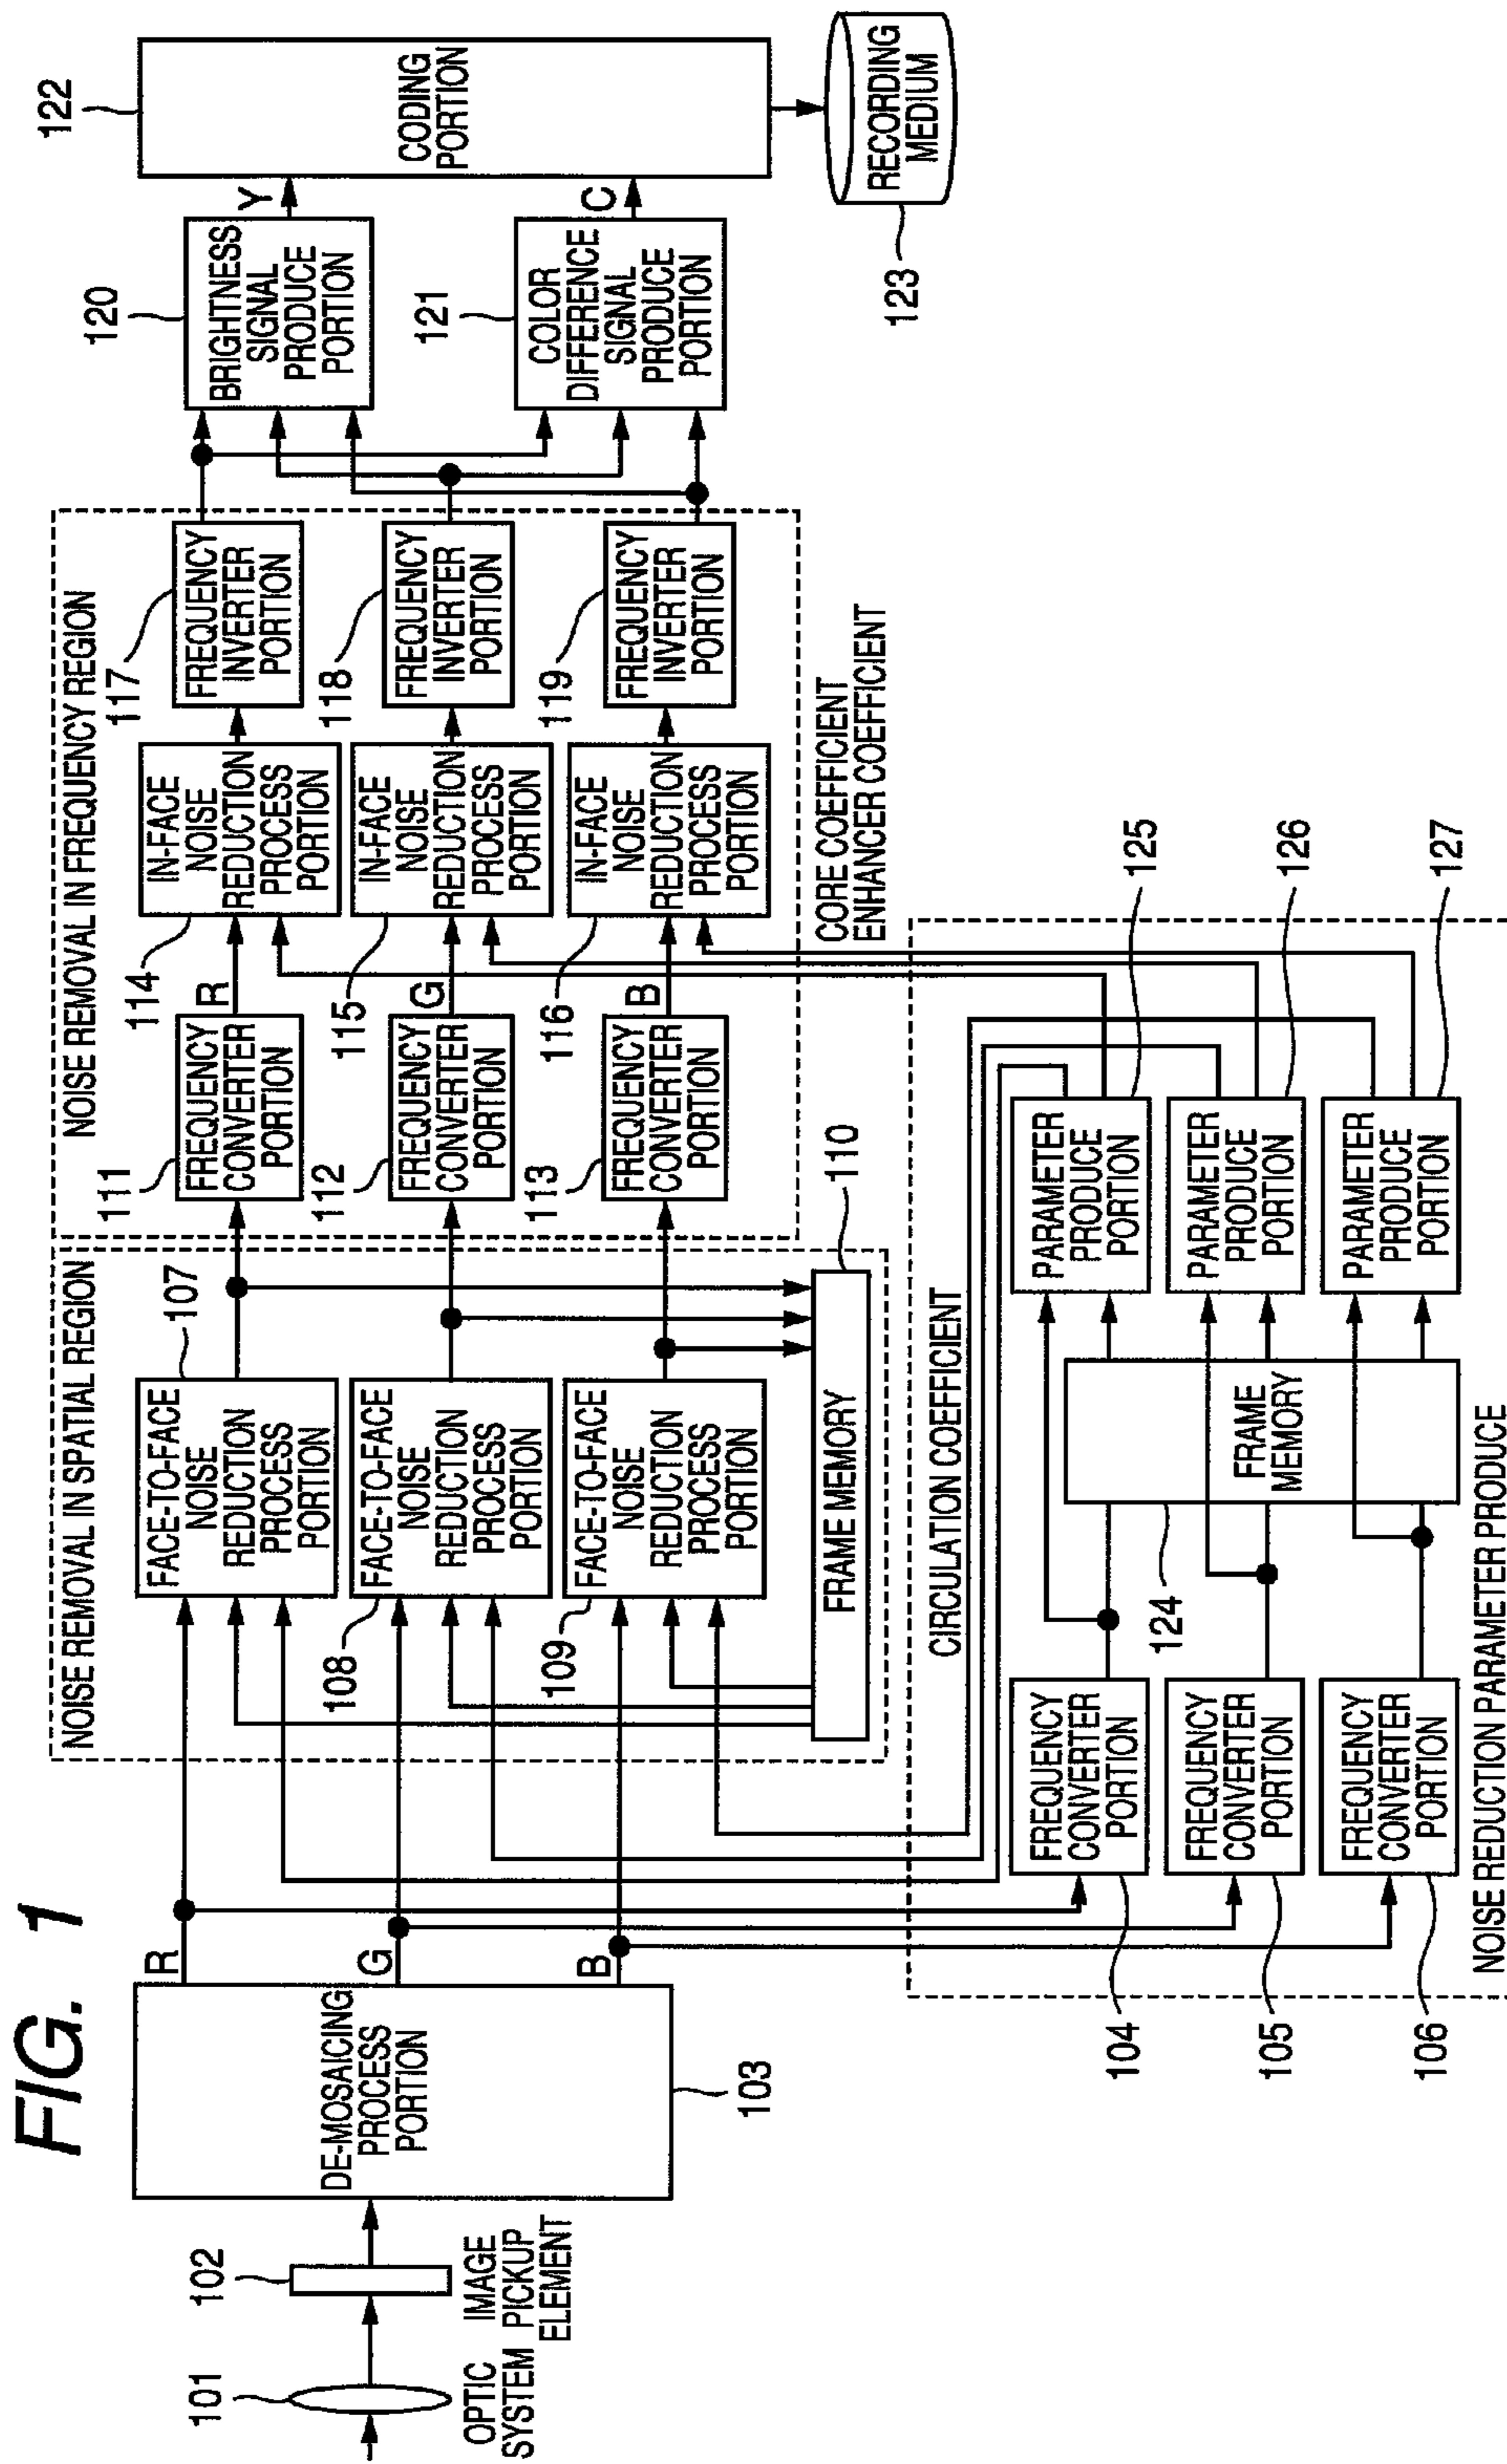 FIG. 1
101
OPTIC
SYSTEM
102
IMAGE
PICKUP
ELEMENT
DE-MOSAICING
PROCESS
PORTION
103
R
G
B
NOISE REMOVAL IN SPATIAL REGION
107
FACE-TO-FACE
NOISE
REDUCTION
PROCESS
PORTION
108
FACE-TO-FACE
NOISE
REDUCTION
PROCESS
PORTION
109
FACE-TO-FACE
NOISE
REDUCTION
PROCESS
PORTION
FRAME MEMORY
110
NOISE REMOVAL IN FREQUENCY REGION
111
FREQUENCY
CONVERTER
PORTION
R
112
FREQUENCY
CONVERTER
PORTION
G
113
FREQUENCY
CONVERTER
PORTION
B
114
IN-FACE
NOISE
REDUCTION
PROCESS
PORTION
115
IN-FACE
NOISE
REDUCTION
PROCESS
PORTION
116
IN-FACE
NOISE
REDUCTION
PROCESS
PORTION
117
FREQUENCY
INVERTER
PORTION
118
FREQUENCY
INVERTER
PORTION
119
FREQUENCY
INVERTER
PORTION
CORE COEFFICIENT
ENHANCER COEFFICIENT
120
BRIGHTNESS
SIGNAL
PRODUCE
PORTION
Y
121
COLOR
DIFFERENCE
SIGNAL
PRODUCE
PORTION
C
122
CODING
PORTION
RECORDING
MEDIUM
123
CIRCULATION COEFFICIENT
FREQUENCY
CONVERTER
PORTION
104
FREQUENCY
CONVERTER
PORTION
105
FREQUENCY
CONVERTER
PORTION
106
124
FRAME
MEMORY
PARAMETER
PRODUCE
PORTION
125
PARAMETER
PRODUCE
PORTION
126
PARAMETER
PRODUCE
PORTION
127
NOISE REDUCTION PARAMETER PRODUCE